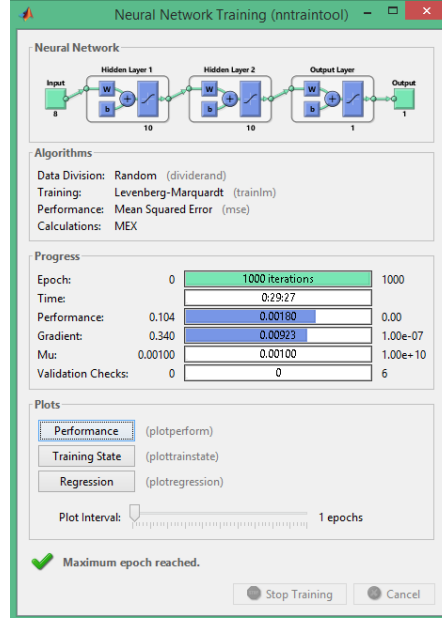 Neural Network Training (nntraintool)
Neural Network
Hidden Layer 1 Hidden Layer 2 Output Layer
Input Output
W W W
b b b
8 10 10 1 1
Algorithms
Data Division: Random (dividerand)
Training: Levenberg-Marquardt (trainlm)
Performance: Mean Squared Error (mse)
Calculations: MEX
Progress
Epoch: 0 1000 iterations 1000
Time: 0:29:27
Performance: 0.104 0.00180 0.00
Gradient: 0.340 0.00923 1.00e-07
Mu: 0.00100 0.00100 1.00e+10
Validation Checks: 0 0 6
Plots
Performance (plotperform)
Training State (plottrainstate)
Regression (plotregression)
Plot Interval: 1 epochs
Maximum epoch reached.
Stop Training Cancel